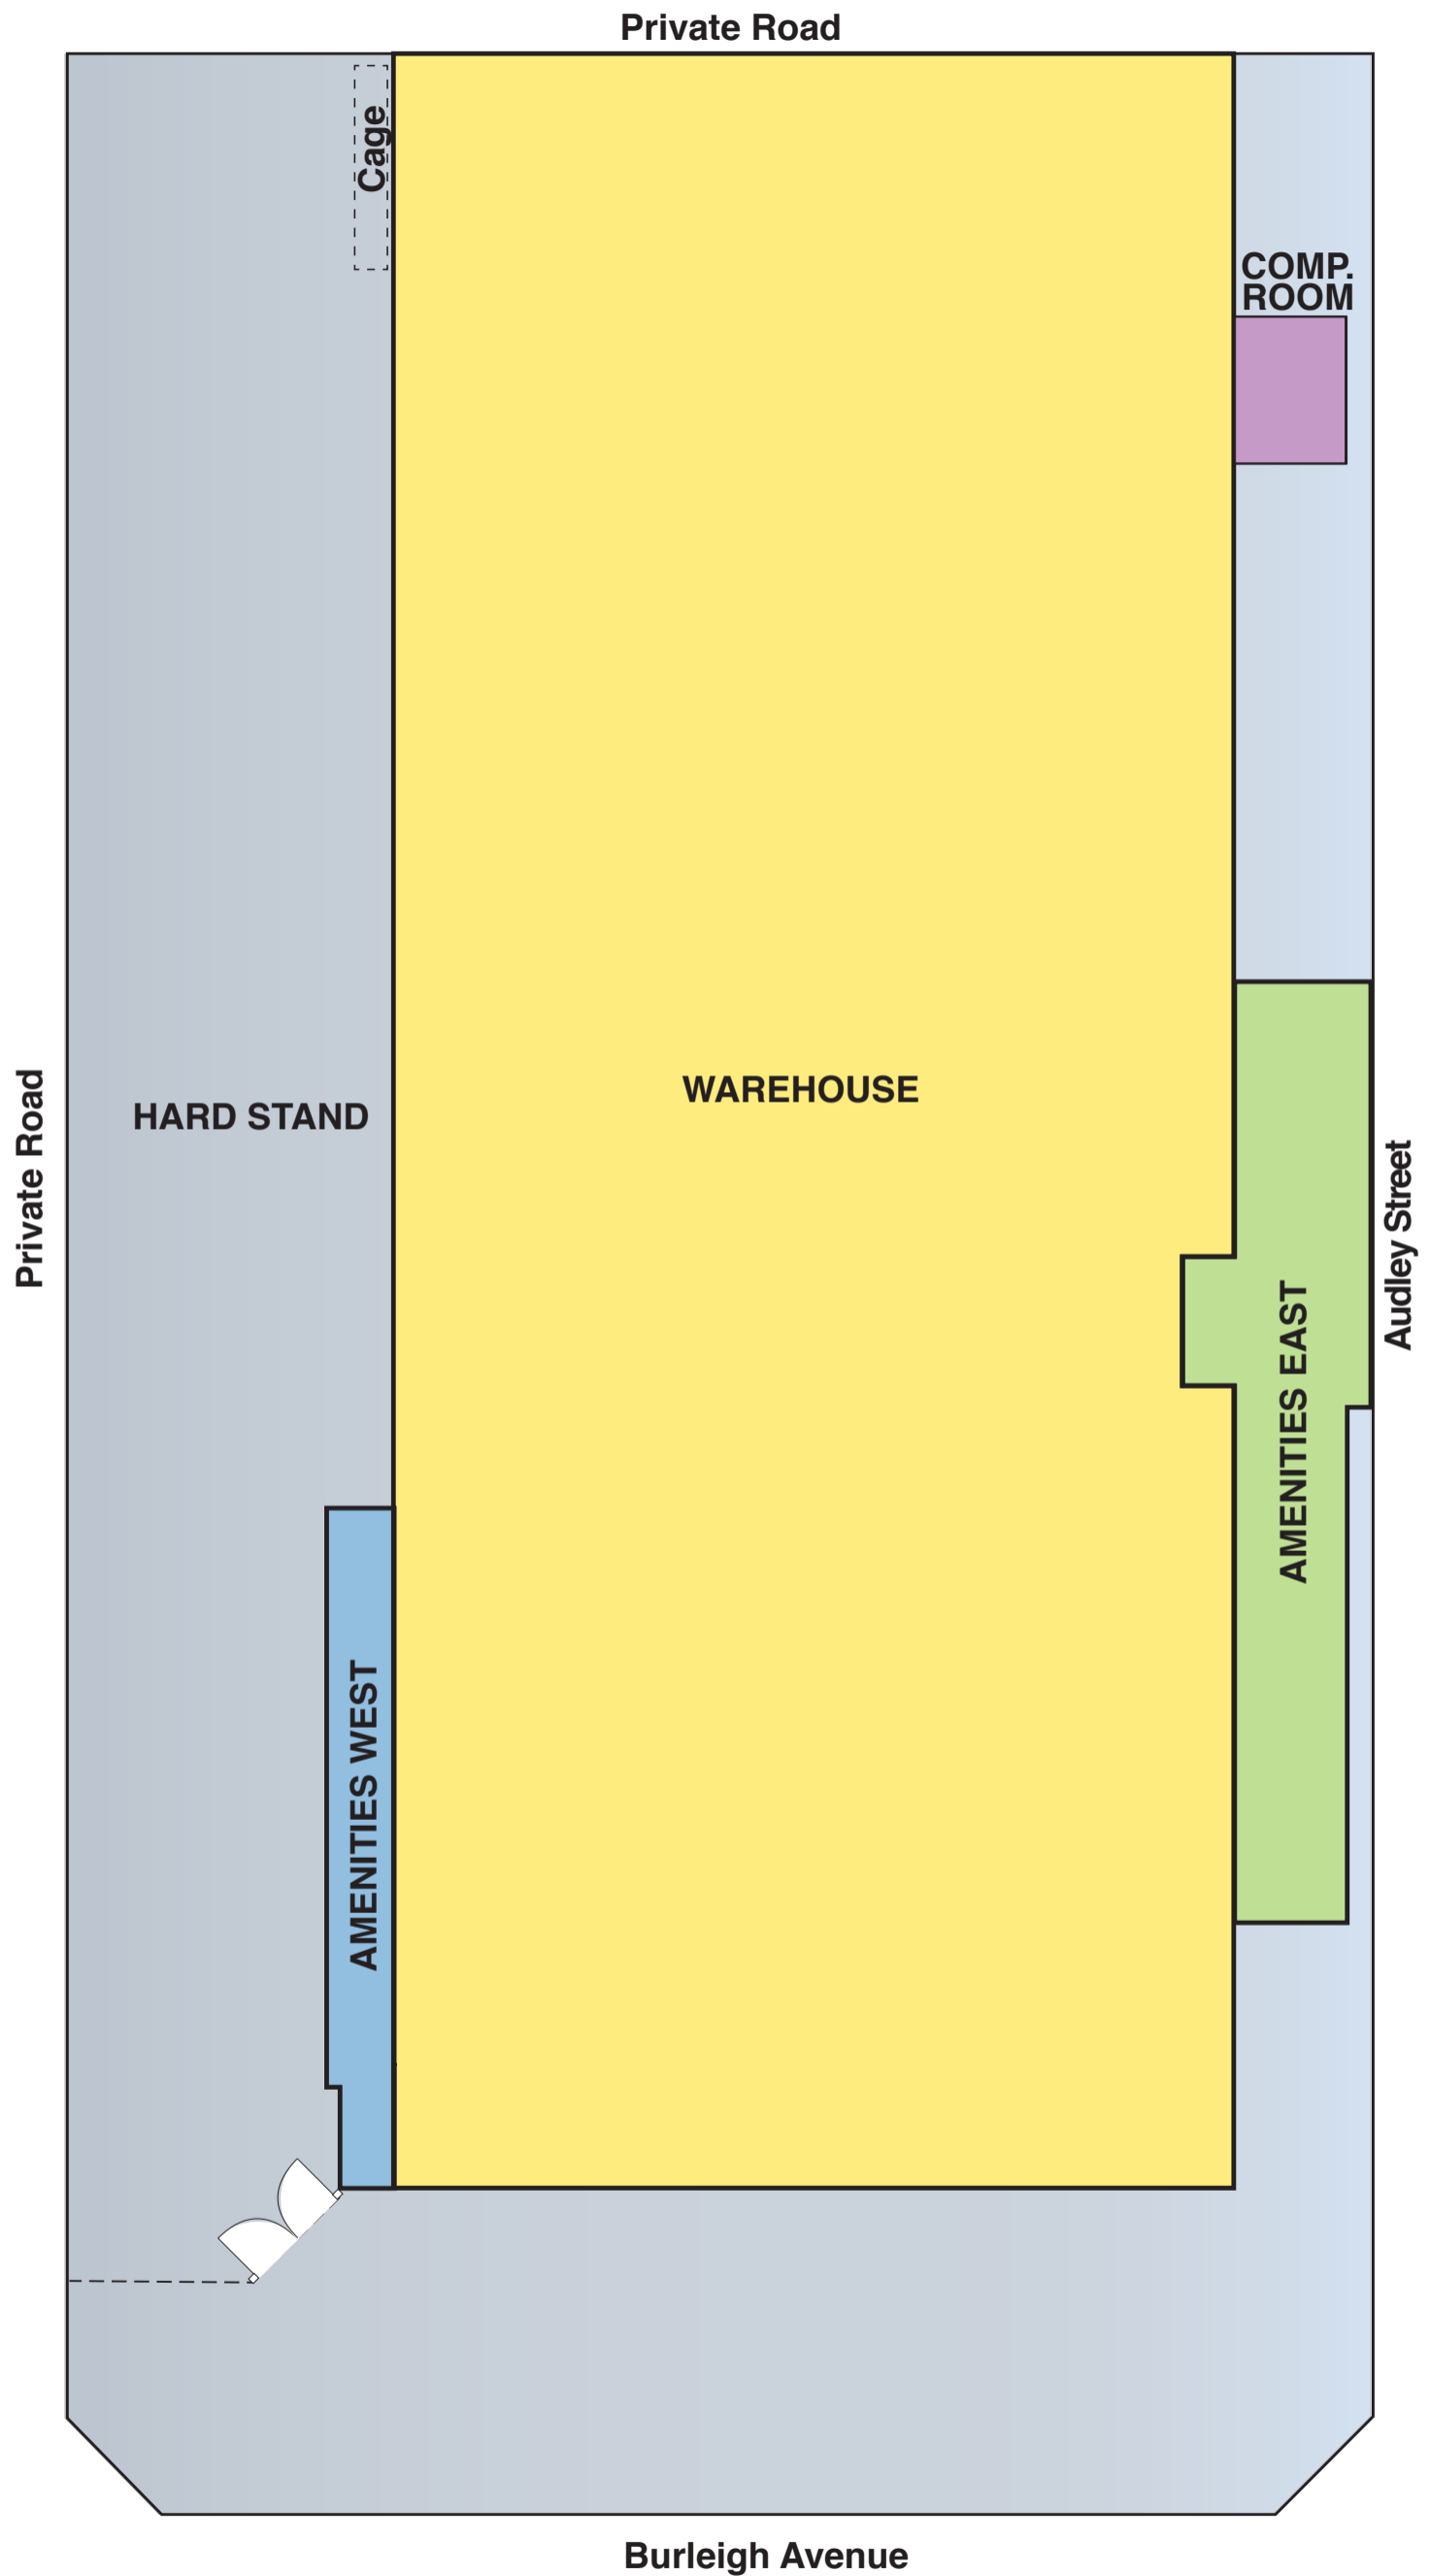 Private Road
Cage
COMP.
ROOM
WAREHOUSE
HARD STAND
Private Road
Audley Street
AMENITIES EAST
AMENITIES WEST
Burleigh Avenue